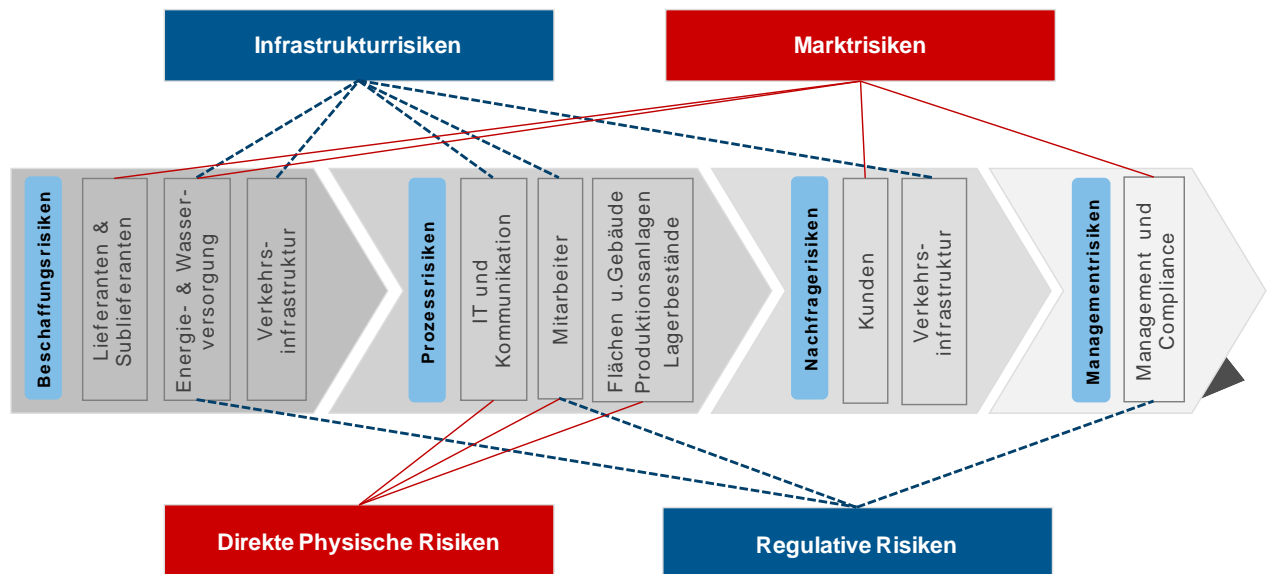 Infrastrukturrisiken
Marktrisiken
Beschaffungsrisiken
Lieferanten &
Sublieferanten
Energie- & Wasser-
versorgung
Verkehrs-
infrastruktur
Prozessrisiken
IT und
Kommunikation
Mitarbeiter
Flächen u.Gebäude
Produktionsanlagen
Lagerbestände
Nachfragerisiken
Kunden
Verkehrs-
infrastruktur
Managementrisiken
Management und
Compliance
Direkte Physische Risiken
Regulative Risiken